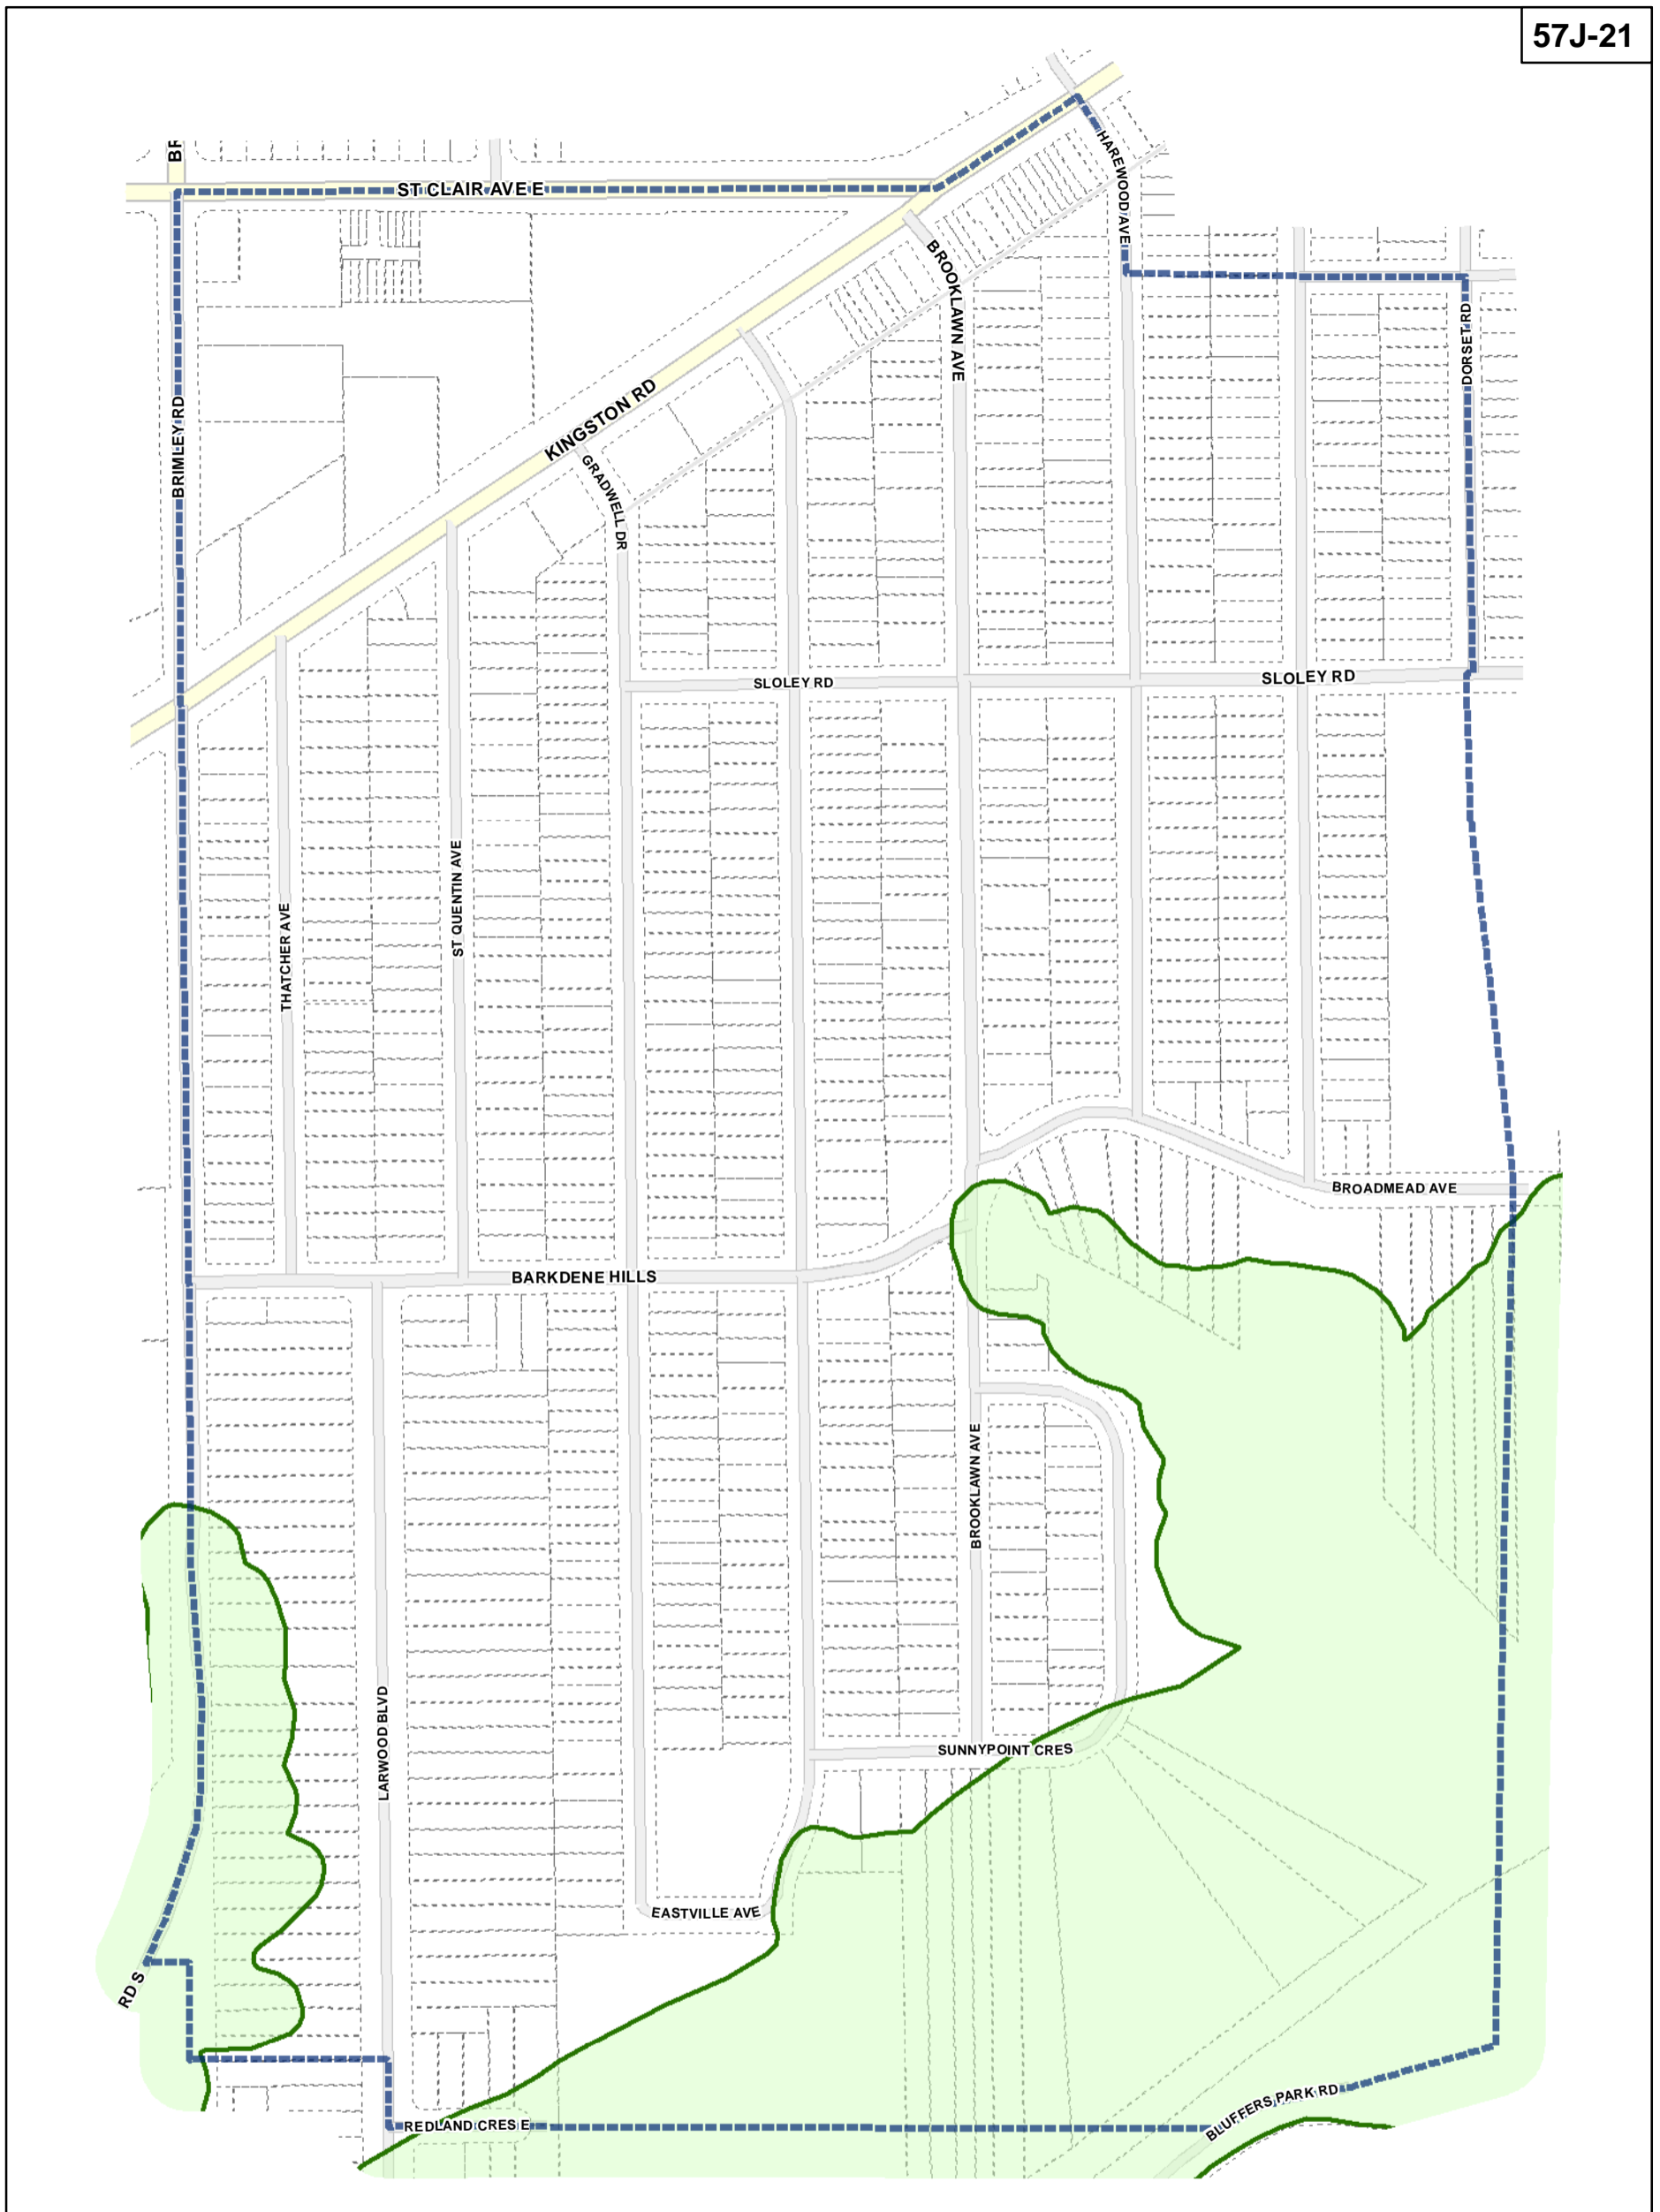 57J-21
BR
ST CLAIR AVE E
HAREWOOD AVE
BROOKLAWN AVE
DORSET RD
BRIMLEY RD
KINGSTON RD
GRADWELL DR
SLOLEY RD
SLOLEY RD
THATCHER AVE
ST QUENTIN AVE
BROADMEAD AVE
BARKDENE HILLS
BROOKLAWN AVE
LARWOOD BLVD
SUNNYPOINT CRES
EASTVILLE AVE
RD S
REDLAND CRES E
BLUFFERS PARK RD